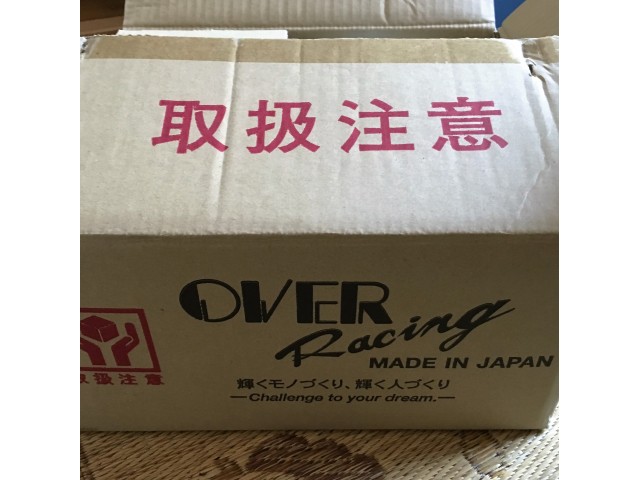 取扱注意
OVER
Racing
MADE IN JAPAN
輝くモノづくり、輝く人づくり
—Challenge to your dream.—
取扱注意